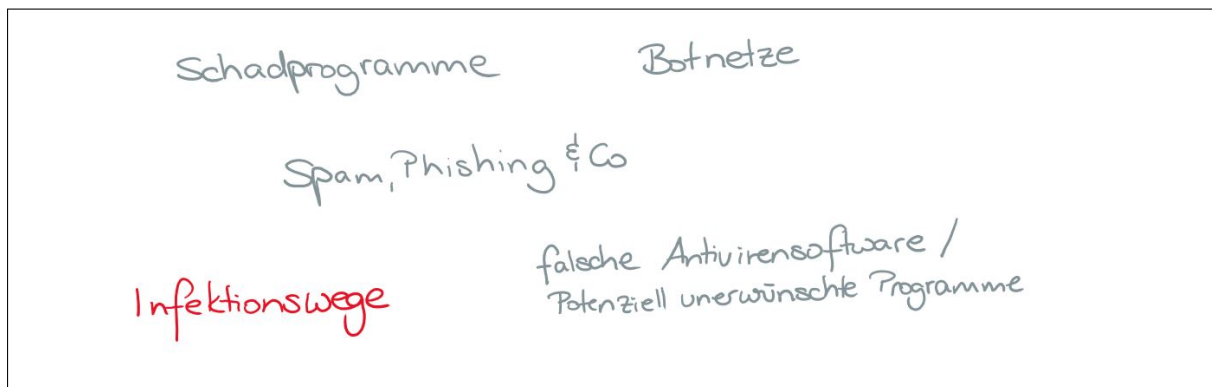 Schadprogramme
Botnetze
Spam, Phishing & Co
falsche Antivirensoftware /
Potenziell unerwünschte Programme
Infektionswege